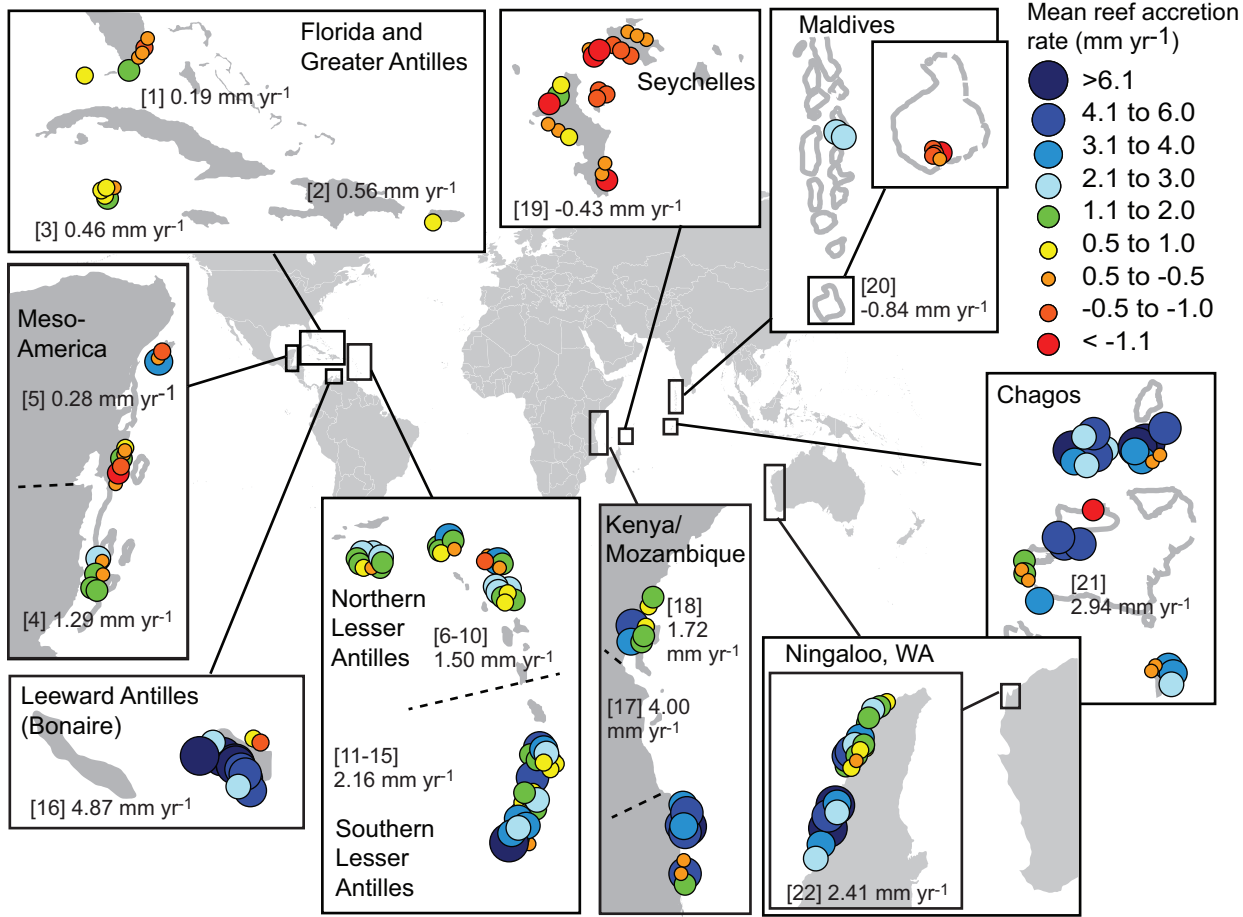 Florida and
Greater Antilles
[1] 0.19 mm yr-1
[2] 0.56 mm yr-1
[3] 0.46 mm yr-1
Seychelles
[19] -0.43 mm yr-1
Maldives
[20]
-0.84 mm yr-1
Mean reef accretion
rate (mm yr-1)
>6.1
4.1 to 6.0
3.1 to 4.0
2.1 to 3.0
1.1 to 2.0
0.5 to 1.0
0.5 to -0.5
-0.5 to -1.0
< -1.1
Meso-
America
[5] 0.28 mm yr-1
[4] 1.29 mm yr-1
Leeward Antilles
(Bonaire)
[16] 4.87 mm yr-1
Northern
Lesser
Antilles
[6-10]
1.50 mm yr-1
[11-15]
2.16 mm yr-1
Southern
Lesser
Antilles
Kenya/
Mozambique
[18]
1.72
mm yr-1
[17] 4.00
mm yr-1
Chagos
[21]
2.94 mm yr-1
Ningaloo, WA
[22] 2.41 mm yr-1